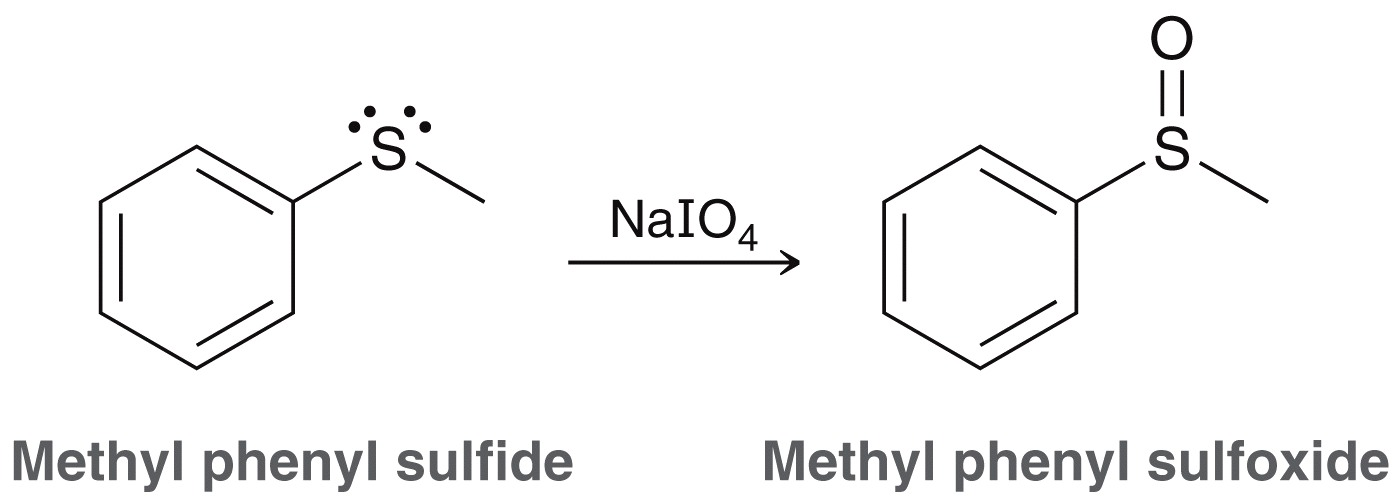 O
S
S
NaIO₄
Methyl phenyl sulfide
Methyl phenyl sulfoxide